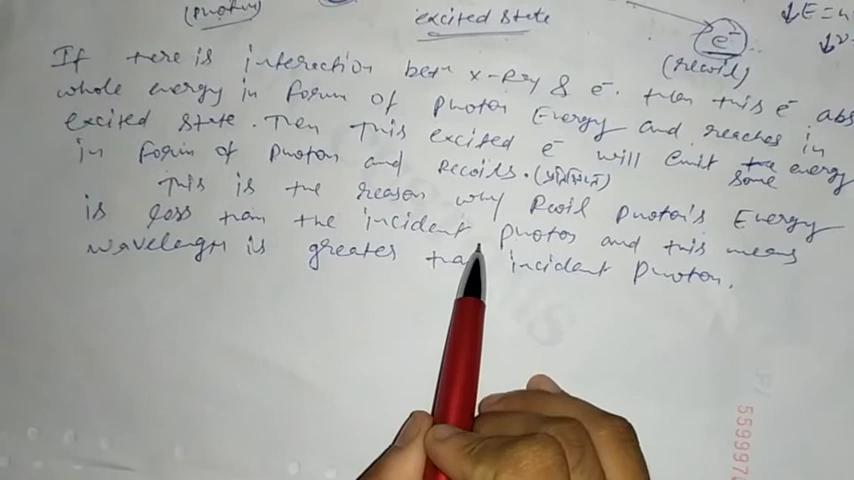 (Photon)
excited state
↓E = 
e⁻
↓ν
(recoil)
If there is interaction betn x-Ray & e⁻. then this e⁻ abs
whole energy in form of Photon Energy and reaches in
excited state. Then this excited e⁻ will emit some energy
in form of Photon and Recoils.
This is the reason why Recoil photon's Energy
is less than the incident photon and this means
wavelength is greater than incident photon.
559997